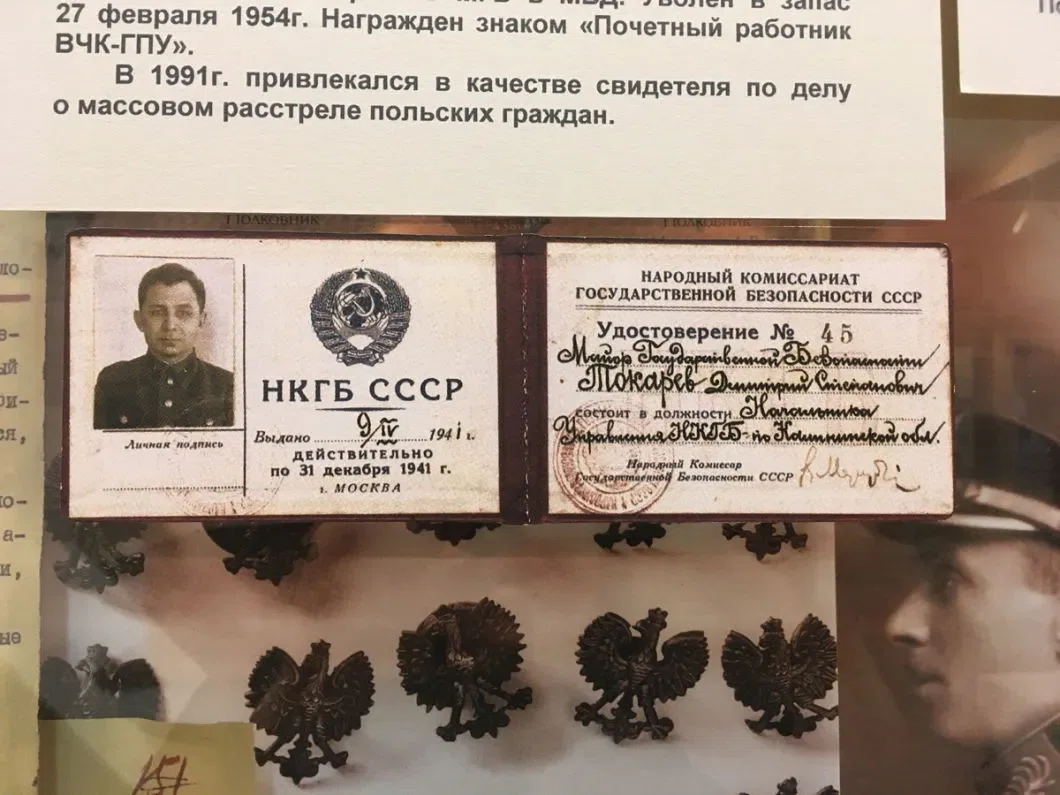 27 февраля 1954г. Награжден знаком «Почетный работник
ВЧК-ГПУ».
В 1991г. привлекался в качестве свидетеля по делу
о массовом расстреле польских граждан.
Полковник
Полковник
НКГБ СССР
Выдано 9/IV 1941 г.
ДЕЙСТВИТЕЛЬНО
по 31 декабря 1941 г.
г. МОСКВА
Личная подпись
НАРОДНЫЙ КОМИССАРИАТ
ГОСУДАРСТВЕННОЙ БЕЗОПАСНОСТИ СССР
Удостоверение № 45
Майор Государственной Безопасности
Токарев Дмитрий Степанович
состоит в должности Начальника
Управления НКГБ по Калининской обл.
Народный Комиссар
Государственной Безопасности СССР